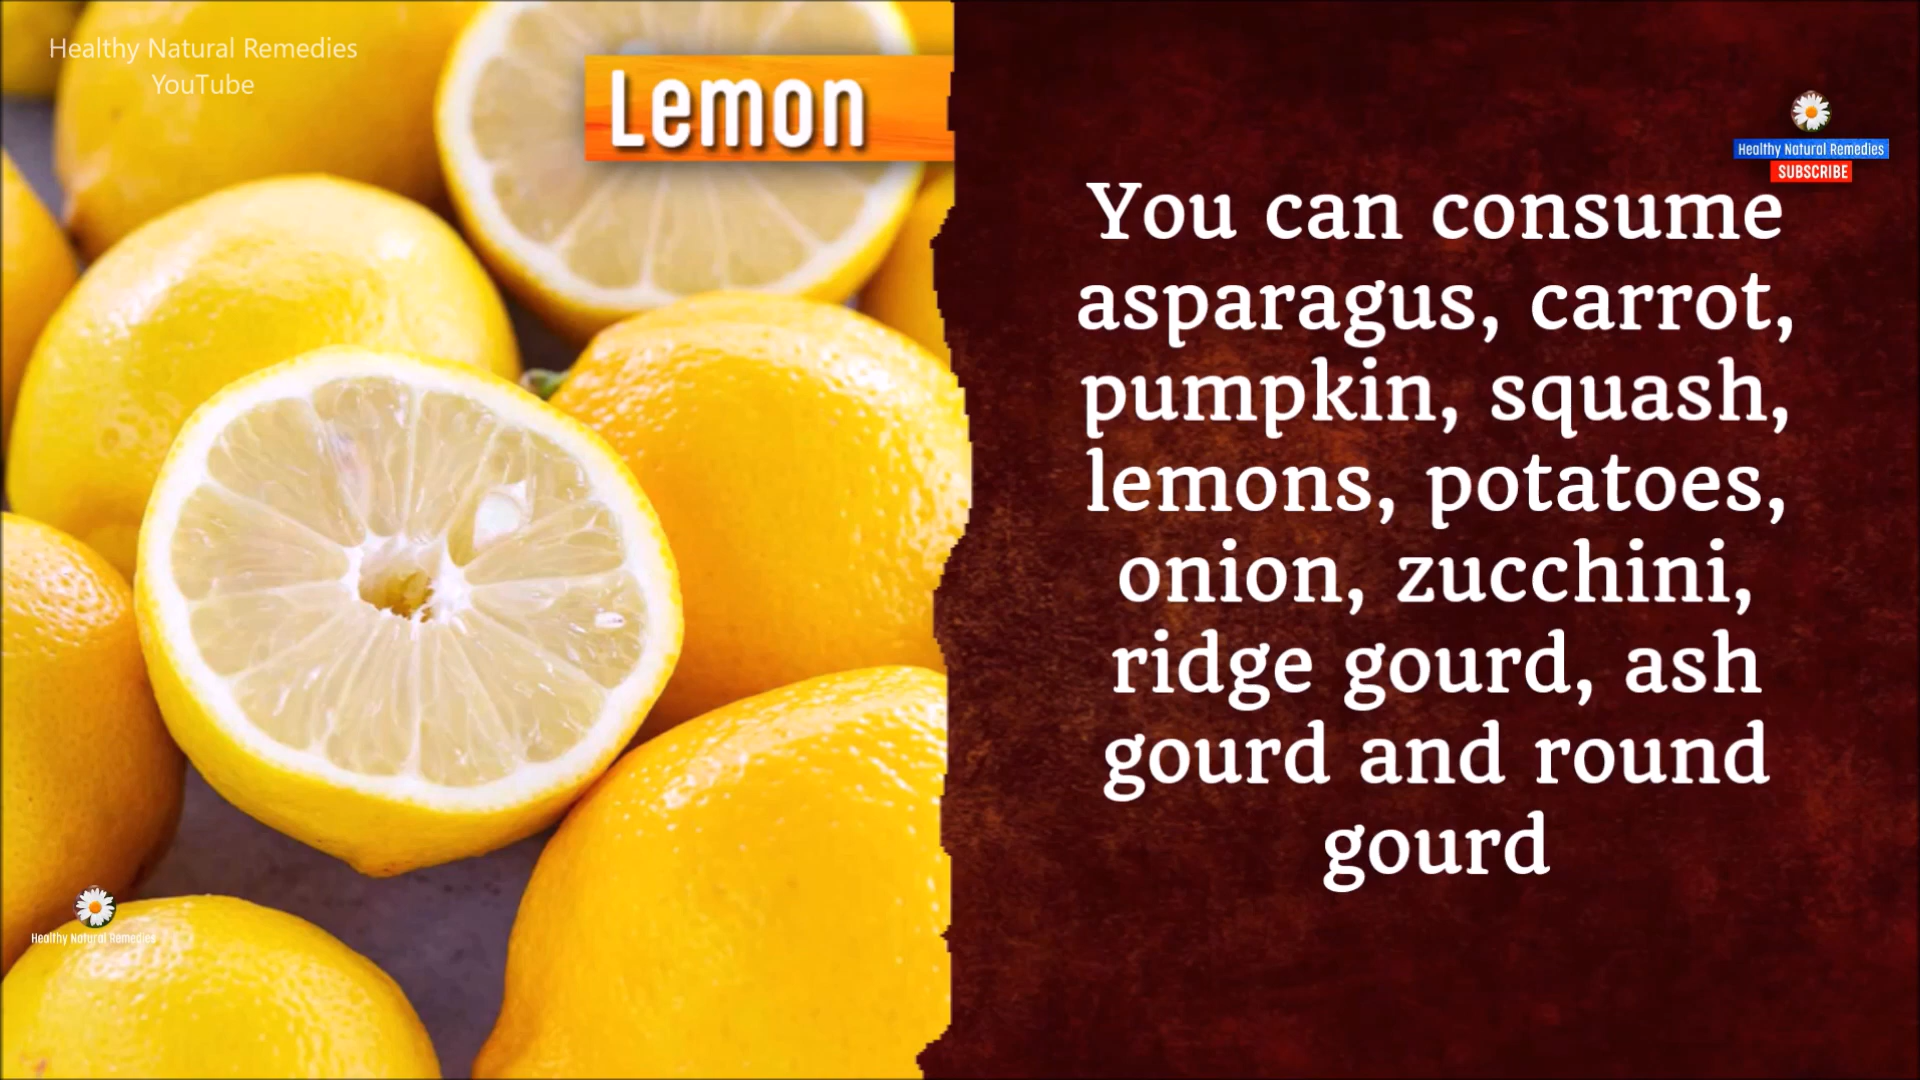 Healthy Natural Remedies
YouTube
Lemon
Healthy Natural Remedies
SUBSCRIBE
You can consume
asparagus, carrot,
pumpkin, squash,
lemons, potatoes,
onion, zucchini,
ridge gourd, ash
gourd and round
gourd
Healthy Natural Remedies